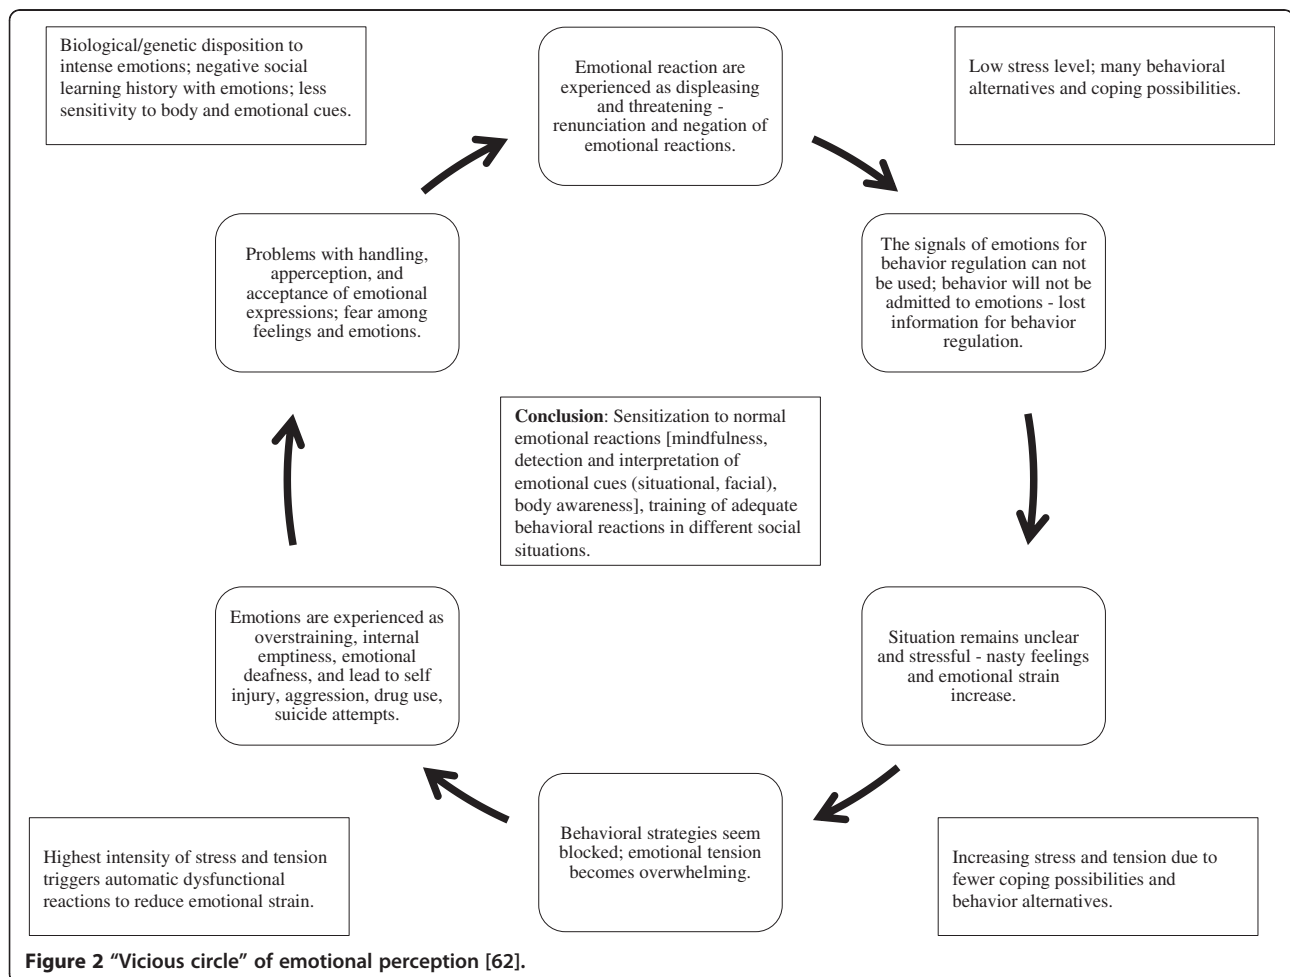 Biological/genetic disposition to
intense emotions; negative social
learning history with emotions; less
sensitivity to body and emotional cues.
Emotional reaction are
experienced as displeasing
and threatening -
renunciation and negation of
emotional reactions.
Low stress level; many behavioral
alternatives and coping possibilities.
Problems with handling,
apperception, and
acceptance of emotional
expressions; fear among
feelings and emotions.
The signals of emotions for
behavior regulation can not
be used; behavior will not be
admitted to emotions - lost
information for behavior
regulation.
Conclusion: Sensitization to normal
emotional reactions [mindfulness,
detection and interpretation of
emotional cues (situational, facial),
body awareness], training of adequate
behavioral reactions in different social
situations.
Emotions are experienced as
overstraining, internal
emptiness, emotional
deafness, and lead to self
injury, aggression, drug use,
suicide attempts.
Situation remains unclear
and stressful - nasty feelings
and emotional strain
increase.
Behavioral strategies seem
blocked; emotional tension
becomes overwhelming.
Highest intensity of stress and tension
triggers automatic dysfunctional
reactions to reduce emotional strain.
Increasing stress and tension due to
fewer coping possibilities and
behavior alternatives.
Figure 2 “Vicious circle” of emotional perception [62].